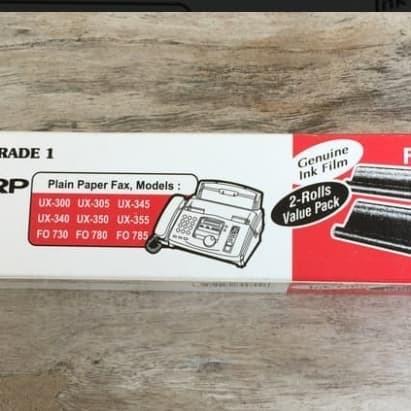 RADE 1
RP
Plain Paper Fax, Models :
UX-300 UX-305 UX-345
UX-340 UX-350 UX-355
FO 730 FO 780 FO 785
Genuine
Ink Film
2-Rolls
Value Pack